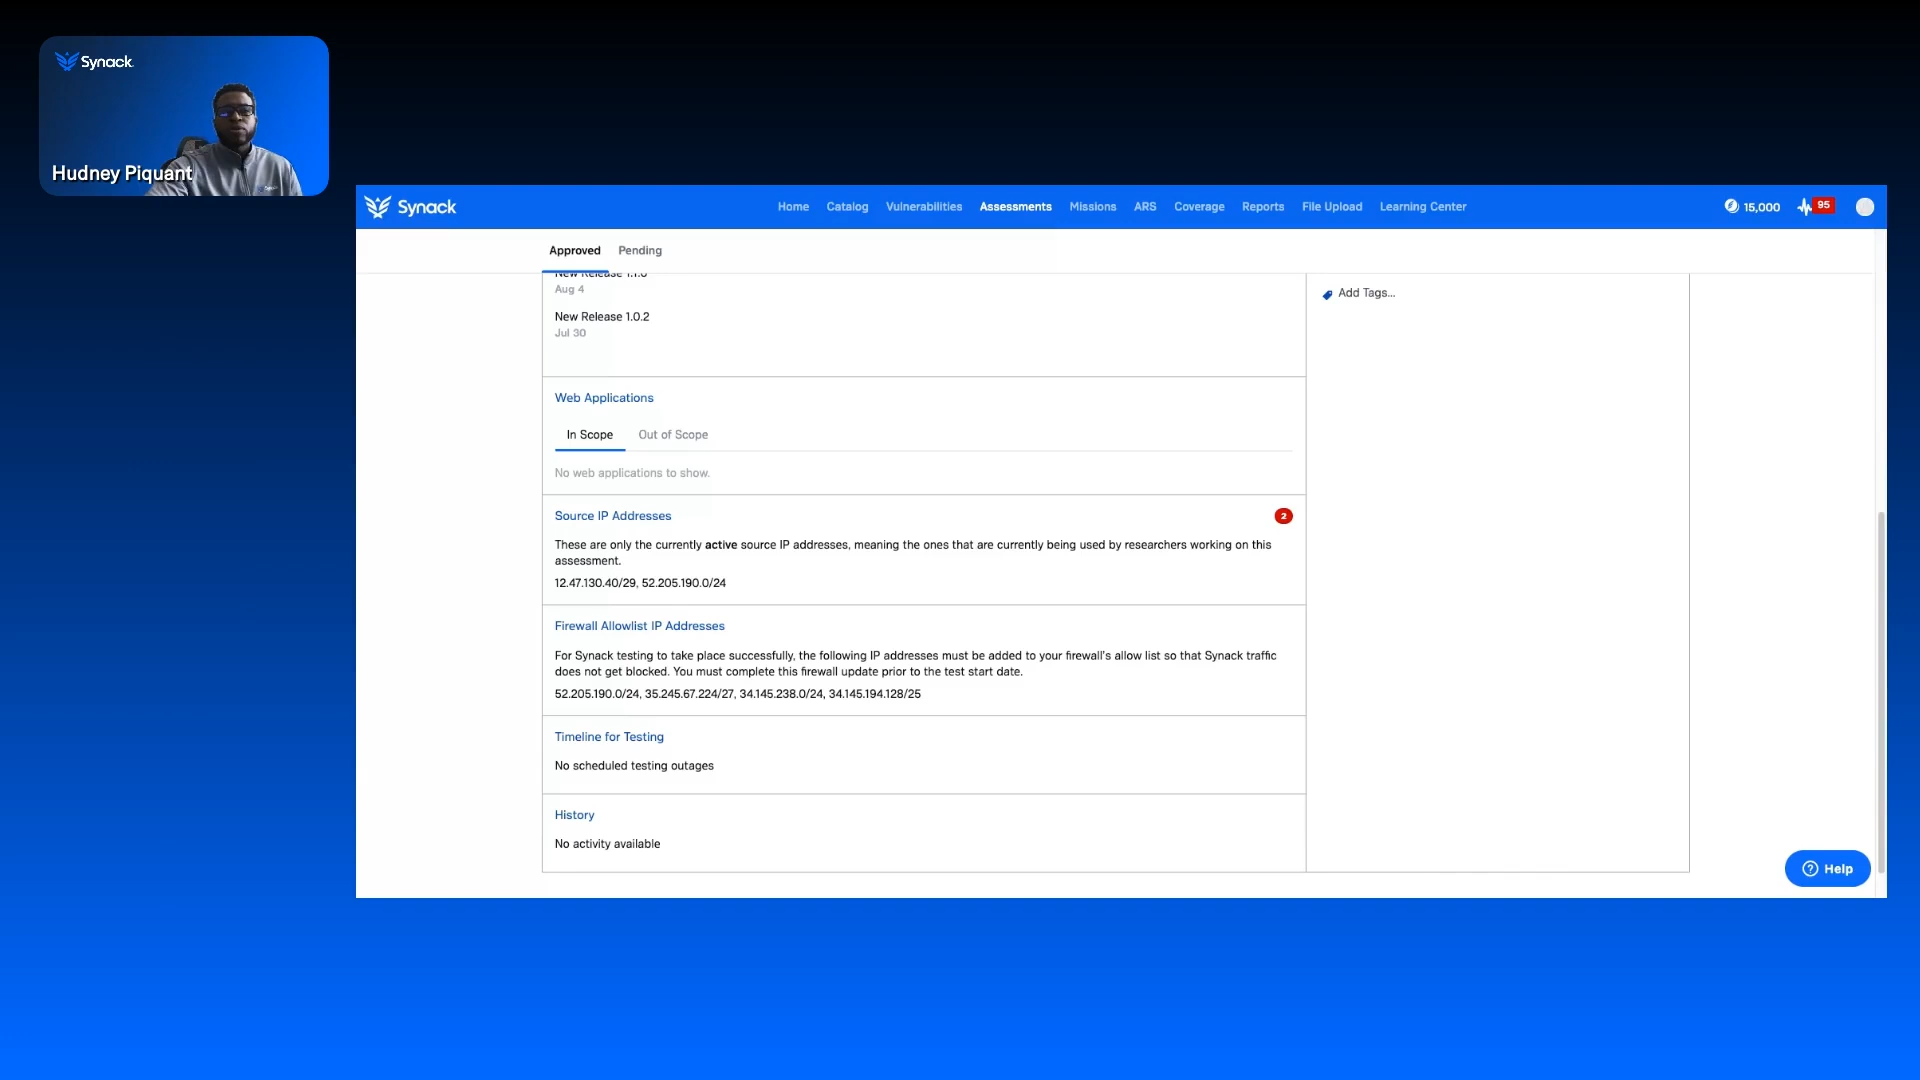 Synack
Hudney Piquant
Synack
Home Catalog Vulnerabilities Assessments Missions ARS Coverage Reports File Upload Learning Center
15,000
95
Approved Pending
New Release 1.1.0
Aug 4
New Release 1.0.2
Jul 30
Add Tags...
Web Applications
In Scope Out of Scope
No web applications to show.
Source IP Addresses
2
These are only the currently active source IP addresses, meaning the ones that are currently being used by researchers working on this
assessment.
12.47.130.40/29, 52.205.190.0/24
Firewall Allowlist IP Addresses
For Synack testing to take place successfully, the following IP addresses must be added to your firewall's allow list so that Synack traffic
does not get blocked. You must complete this firewall update prior to the test start date.
52.205.190.0/24, 35.245.67.224/27, 34.145.238.0/24, 34.145.194.128/25
Timeline for Testing
No scheduled testing outages
History
No activity available
Help